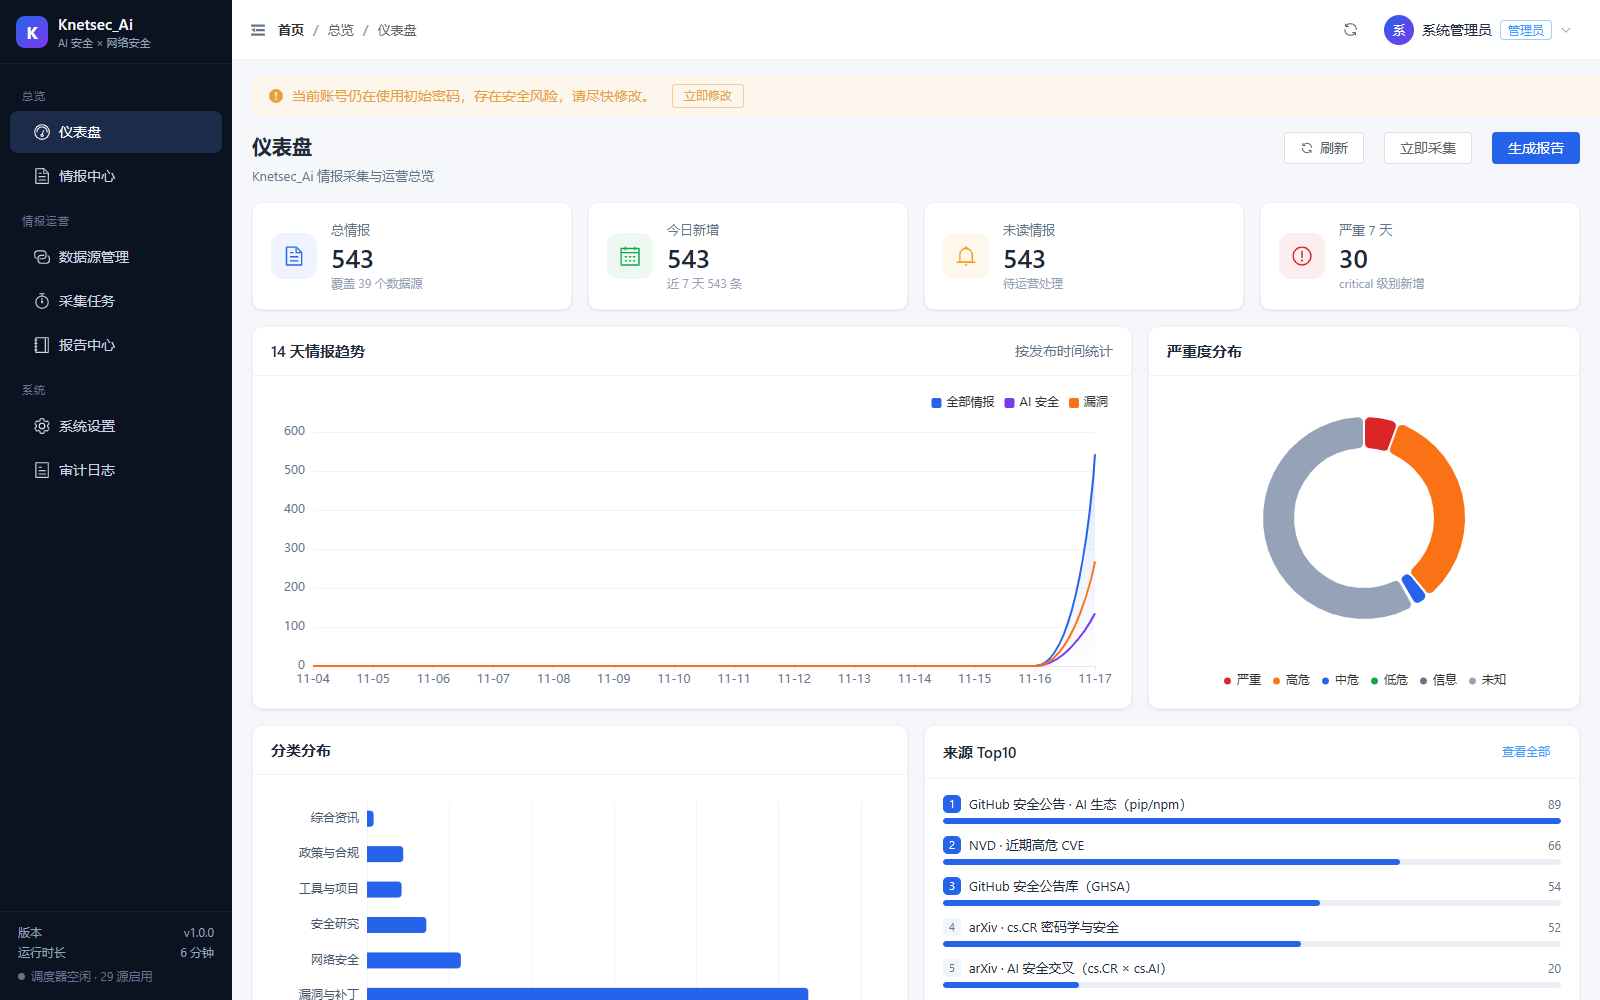 K
Knetsec_Ai
AI 安全 × 网络安全
总览
仪表盘
情报中心
情报运营
数据源管理
采集任务
报告中心
系统
系统设置
审计日志
版本 v1.0.0
运行时长 6 分钟
调度器空闲 · 29 源启用
首页 / 总览 / 仪表盘
系 系统管理员 管理员
当前账号仍在使用初始密码，存在安全风险，请尽快修改。 立即修改
仪表盘
Knetsec_Ai 情报采集与运营总览
刷新 立即采集 生成报告
总情报
543
覆盖 39 个数据源
今日新增
543
近 7 天 543 条
未读情报
543
待运营处理
严重 7 天
30
critical 级别新增
14 天情报趋势 按发布时间统计
全部情报 AI 安全 漏洞
600
500
400
300
200
100
0
11-04 11-05 11-06 11-07 11-08 11-09 11-10 11-11 11-12 11-13 11-14 11-15 11-16 11-17
严重度分布
严重 高危 中危 低危 信息 未知
分类分布
综合资讯
政策与合规
工具与项目
安全研究
网络安全
漏洞与补丁
来源 Top10 查看全部
1 GitHub 安全公告 · AI 生态（pip/npm） 89
2 NVD · 近期高危 CVE 66
3 GitHub 安全公告库（GHSA） 54
4 arXiv · cs.CR 密码学与安全 52
5 arXiv · AI 安全交叉（cs.CR × cs.AI） 20